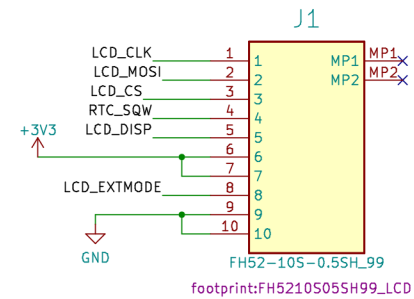 J1
LCD_CLK 1 1 MP1 MP1
LCD_MOSI 2 2 MP2 MP2
LCD_CS 3 3
RTC_SQW 4 4
LCD_DISP 5 5
+3V3
6 6
7 7
LCD_EXTMODE 8 8
9 9
10 10
GND
FH52-10S-0.5SH_99
footprint:FH5210S05SH99_LCD